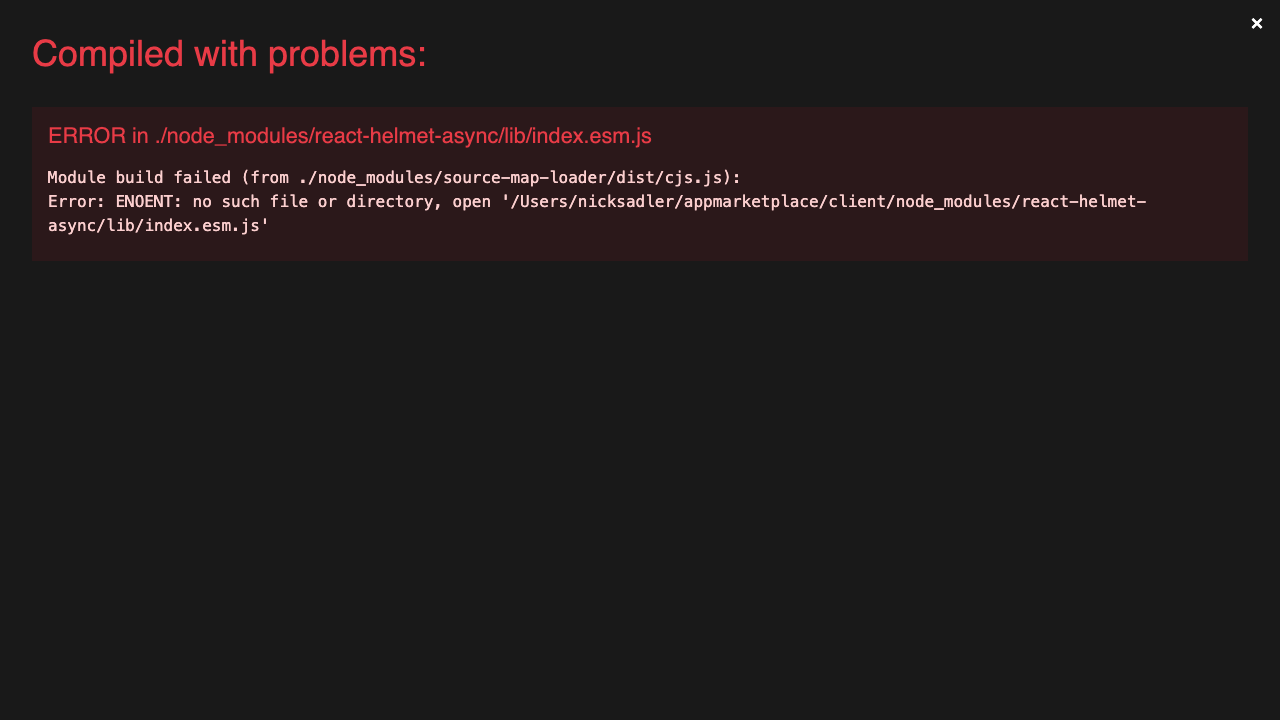 ×
Compiled with problems:
ERROR in ./node_modules/react-helmet-async/lib/index.esm.js
Module build failed (from ./node_modules/source-map-loader/dist/cjs.js):
Error: ENOENT: no such file or directory, open '/Users/nicksadler/appmarketplace/client/node_modules/react-helmet-
async/lib/index.esm.js'